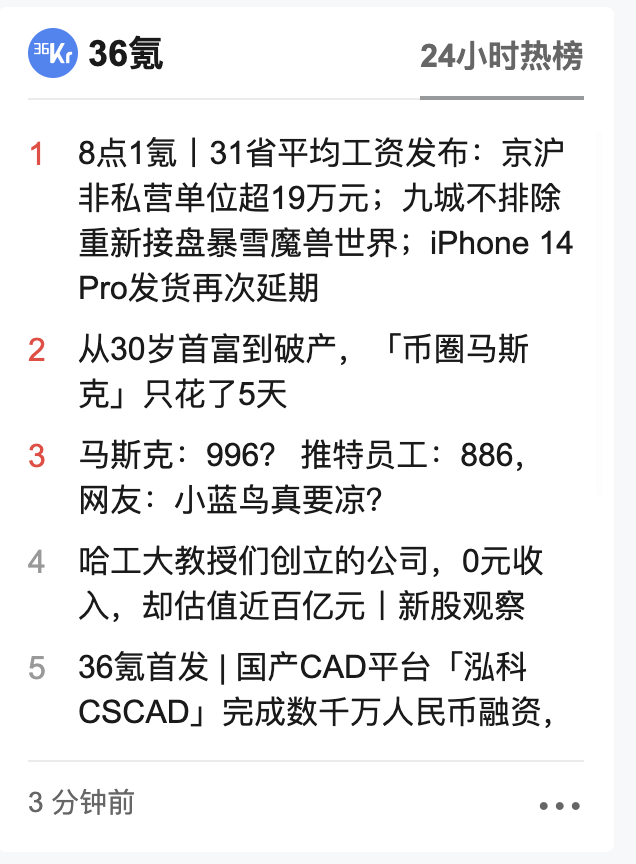 36Kr 36氪 24小时热榜
1 8点1氪丨31省平均工资发布：京沪
非私营单位超19万元；九城不排除
重新接盘暴雪魔兽世界；iPhone 14
Pro发货再次延期
2 从30岁首富到破产，「币圈马斯
克」只花了5天
3 马斯克：996？ 推特员工：886，
网友：小蓝鸟真要凉?
4 哈工大教授们创立的公司，0元收
入，却估值近百亿元丨新股观察
5 36氪首发 | 国产CAD平台「泓科
CSCAD」完成数千万人民币融资，
3 分钟前